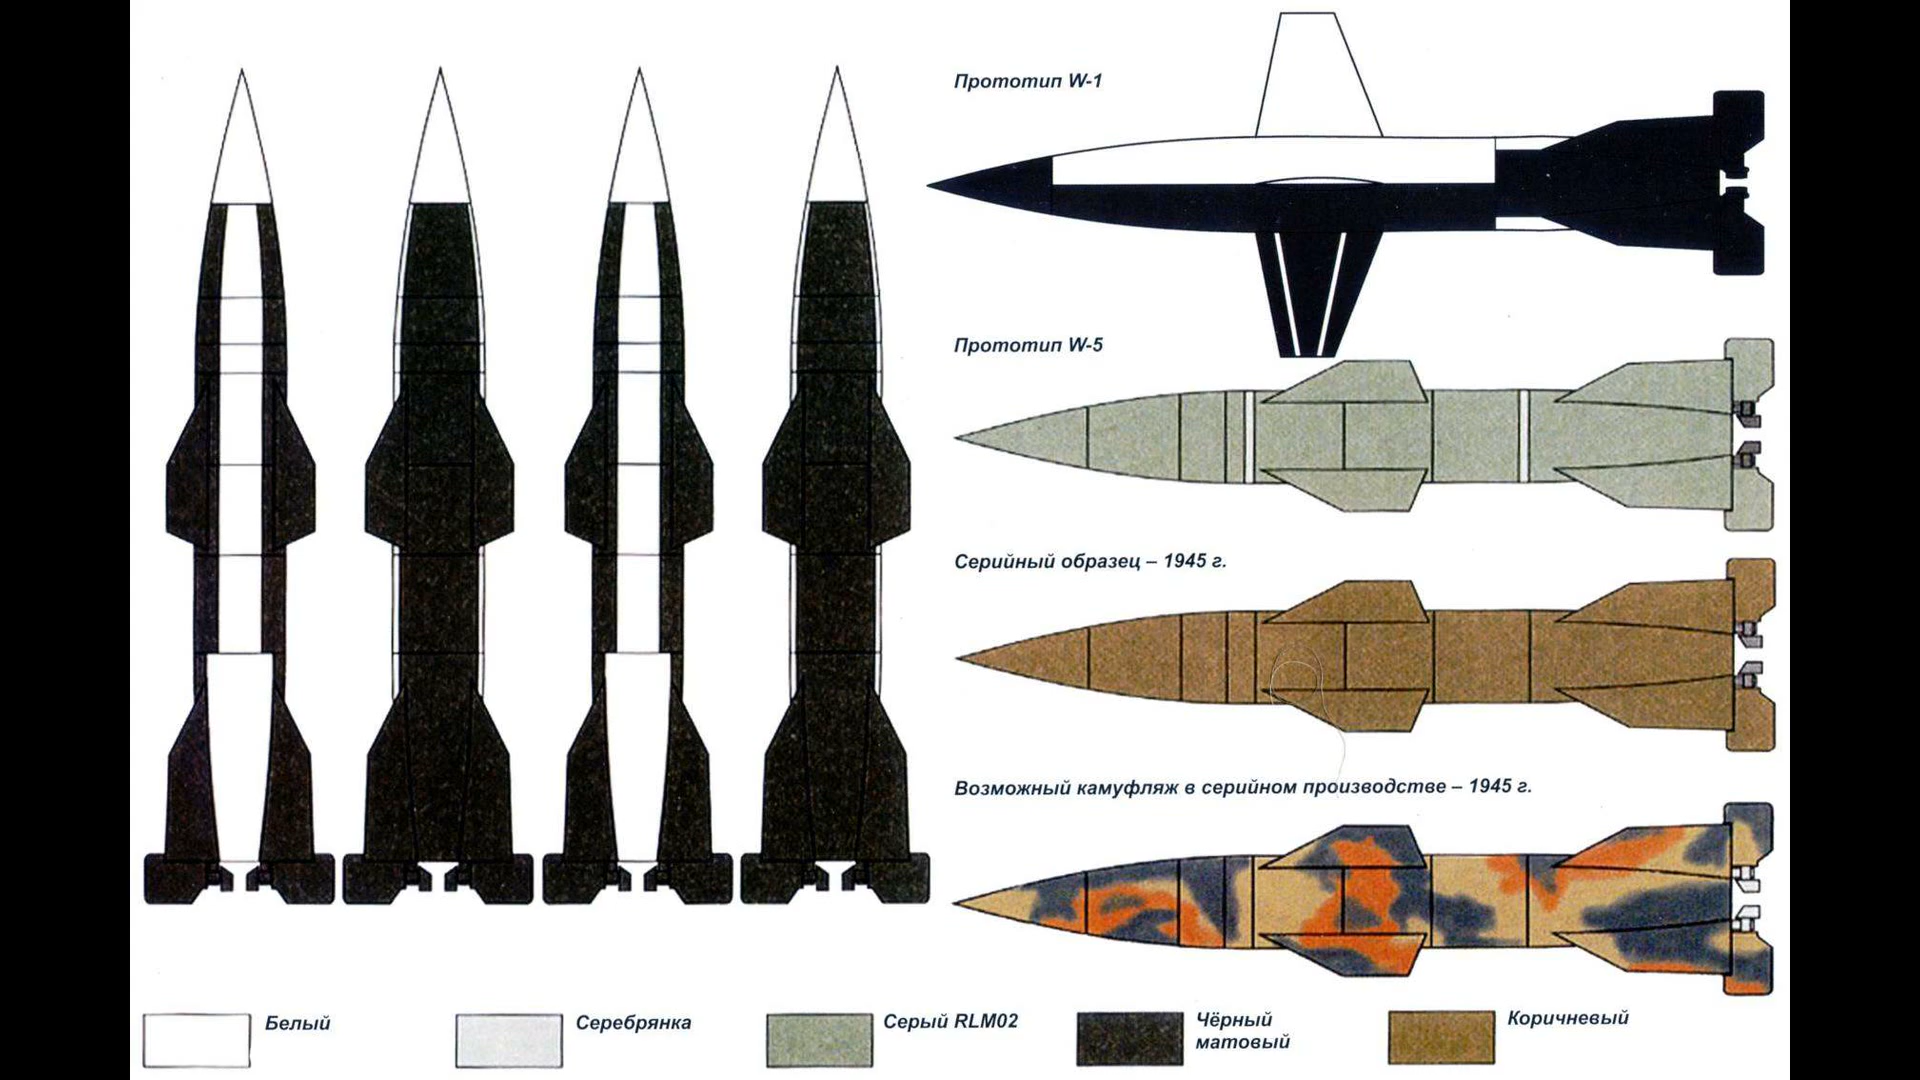 Прототип W-1
Прототип W-5
Серийный образец – 1945 г.
Возможный камуфляж в серийном производстве – 1945 г.
Белый
Серебрянка
Серый RLM02
Чёрный
матовый
Коричневый